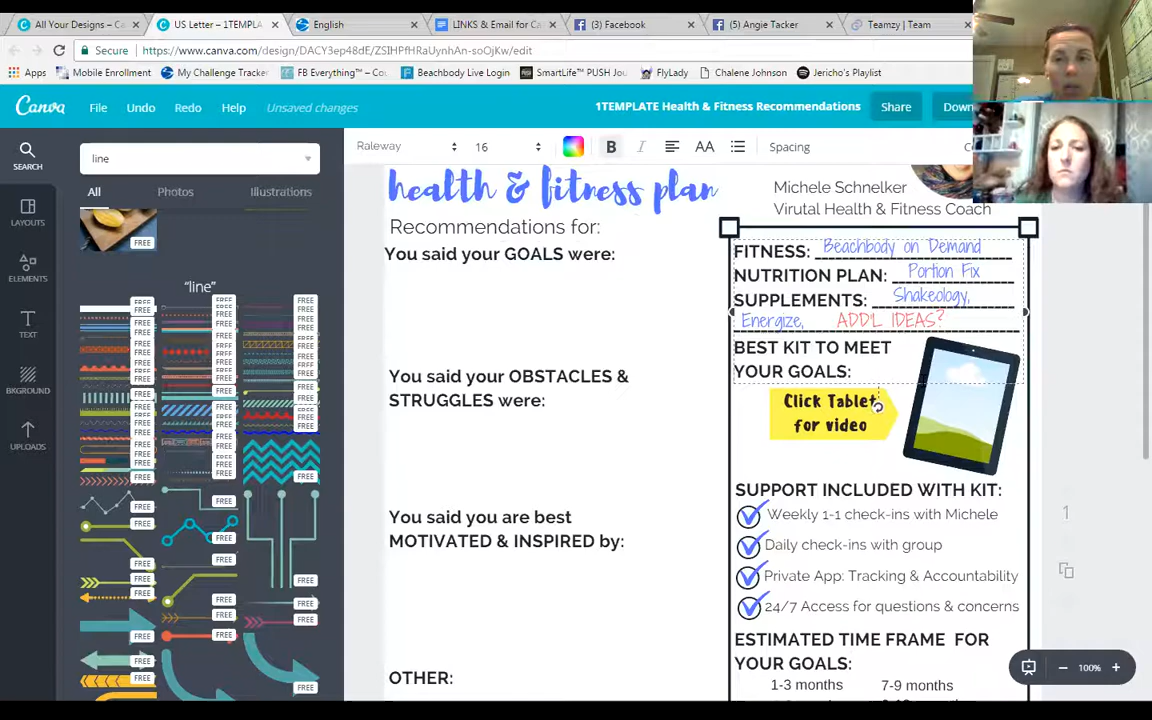 All Your Designs – Ca
US Letter – 1TEMPLA
English
LINKS & Email for Ca
(3) Facebook
(5) Angie Tacker
Teamzy | Team
Secure
https://www.canva.com/design/DACY3ep48dE/ZSIHPfHRaUynhAn-soOjKw/edit
Apps
Mobile Enrollment
My Challenge Tracker
FB Everything™ – Co
Beachbody Live Login
SmartLife™ PUSH Jou
FlyLady
Chalene Johnson
Jericho's Playlist
Canva
File
Undo
Redo
Help
Unsaved changes
1TEMPLATE Health & Fitness Recommendations
Share
Down
SEARCH
line
Raleway
16
B
I
AA
Spacing
All
Photos
Illustrations
LAYOUTS
ELEMENTS
TEXT
BKGROUND
UPLOADS
FREE
"line"
health & fitness plan
Michele Schnelker
Virutal Health & Fitness Coach
Recommendations for:
You said your GOALS were:
You said your OBSTACLES &
STRUGGLES were:
You said you are best
MOTIVATED & INSPIRED by:
OTHER:
FITNESS: Beachbody on Demand
NUTRITION PLAN: Portion Fix
SUPPLEMENTS: Shakeology,
Energize, ADD'L IDEAS?
BEST KIT TO MEET
YOUR GOALS:
Click Tablet
for video
SUPPORT INCLUDED WITH KIT:
Weekly 1-1 check-ins with Michele
Daily check-ins with group
Private App: Tracking & Accountability
24/7 Access for questions & concerns
ESTIMATED TIME FRAME FOR
YOUR GOALS:
1-3 months
7-9 months
1
100%